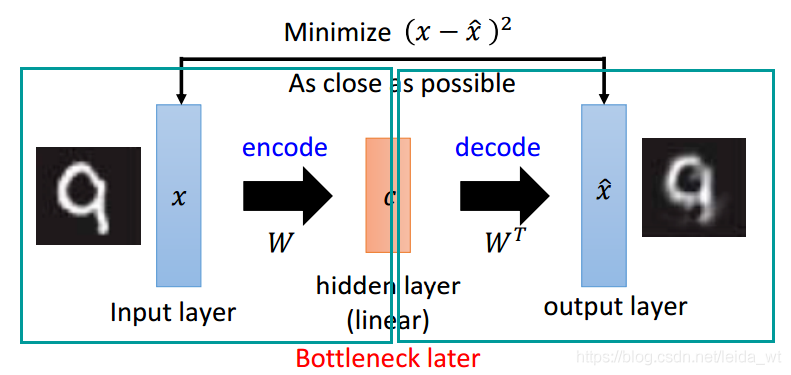 Minimize (x − x̂)²
As close as possible
encode
decode
x
c
x̂
W
Wᵀ
Input layer
hidden layer
(linear)
output layer
Bottleneck later
https://blog.csdn.net/leida_wt